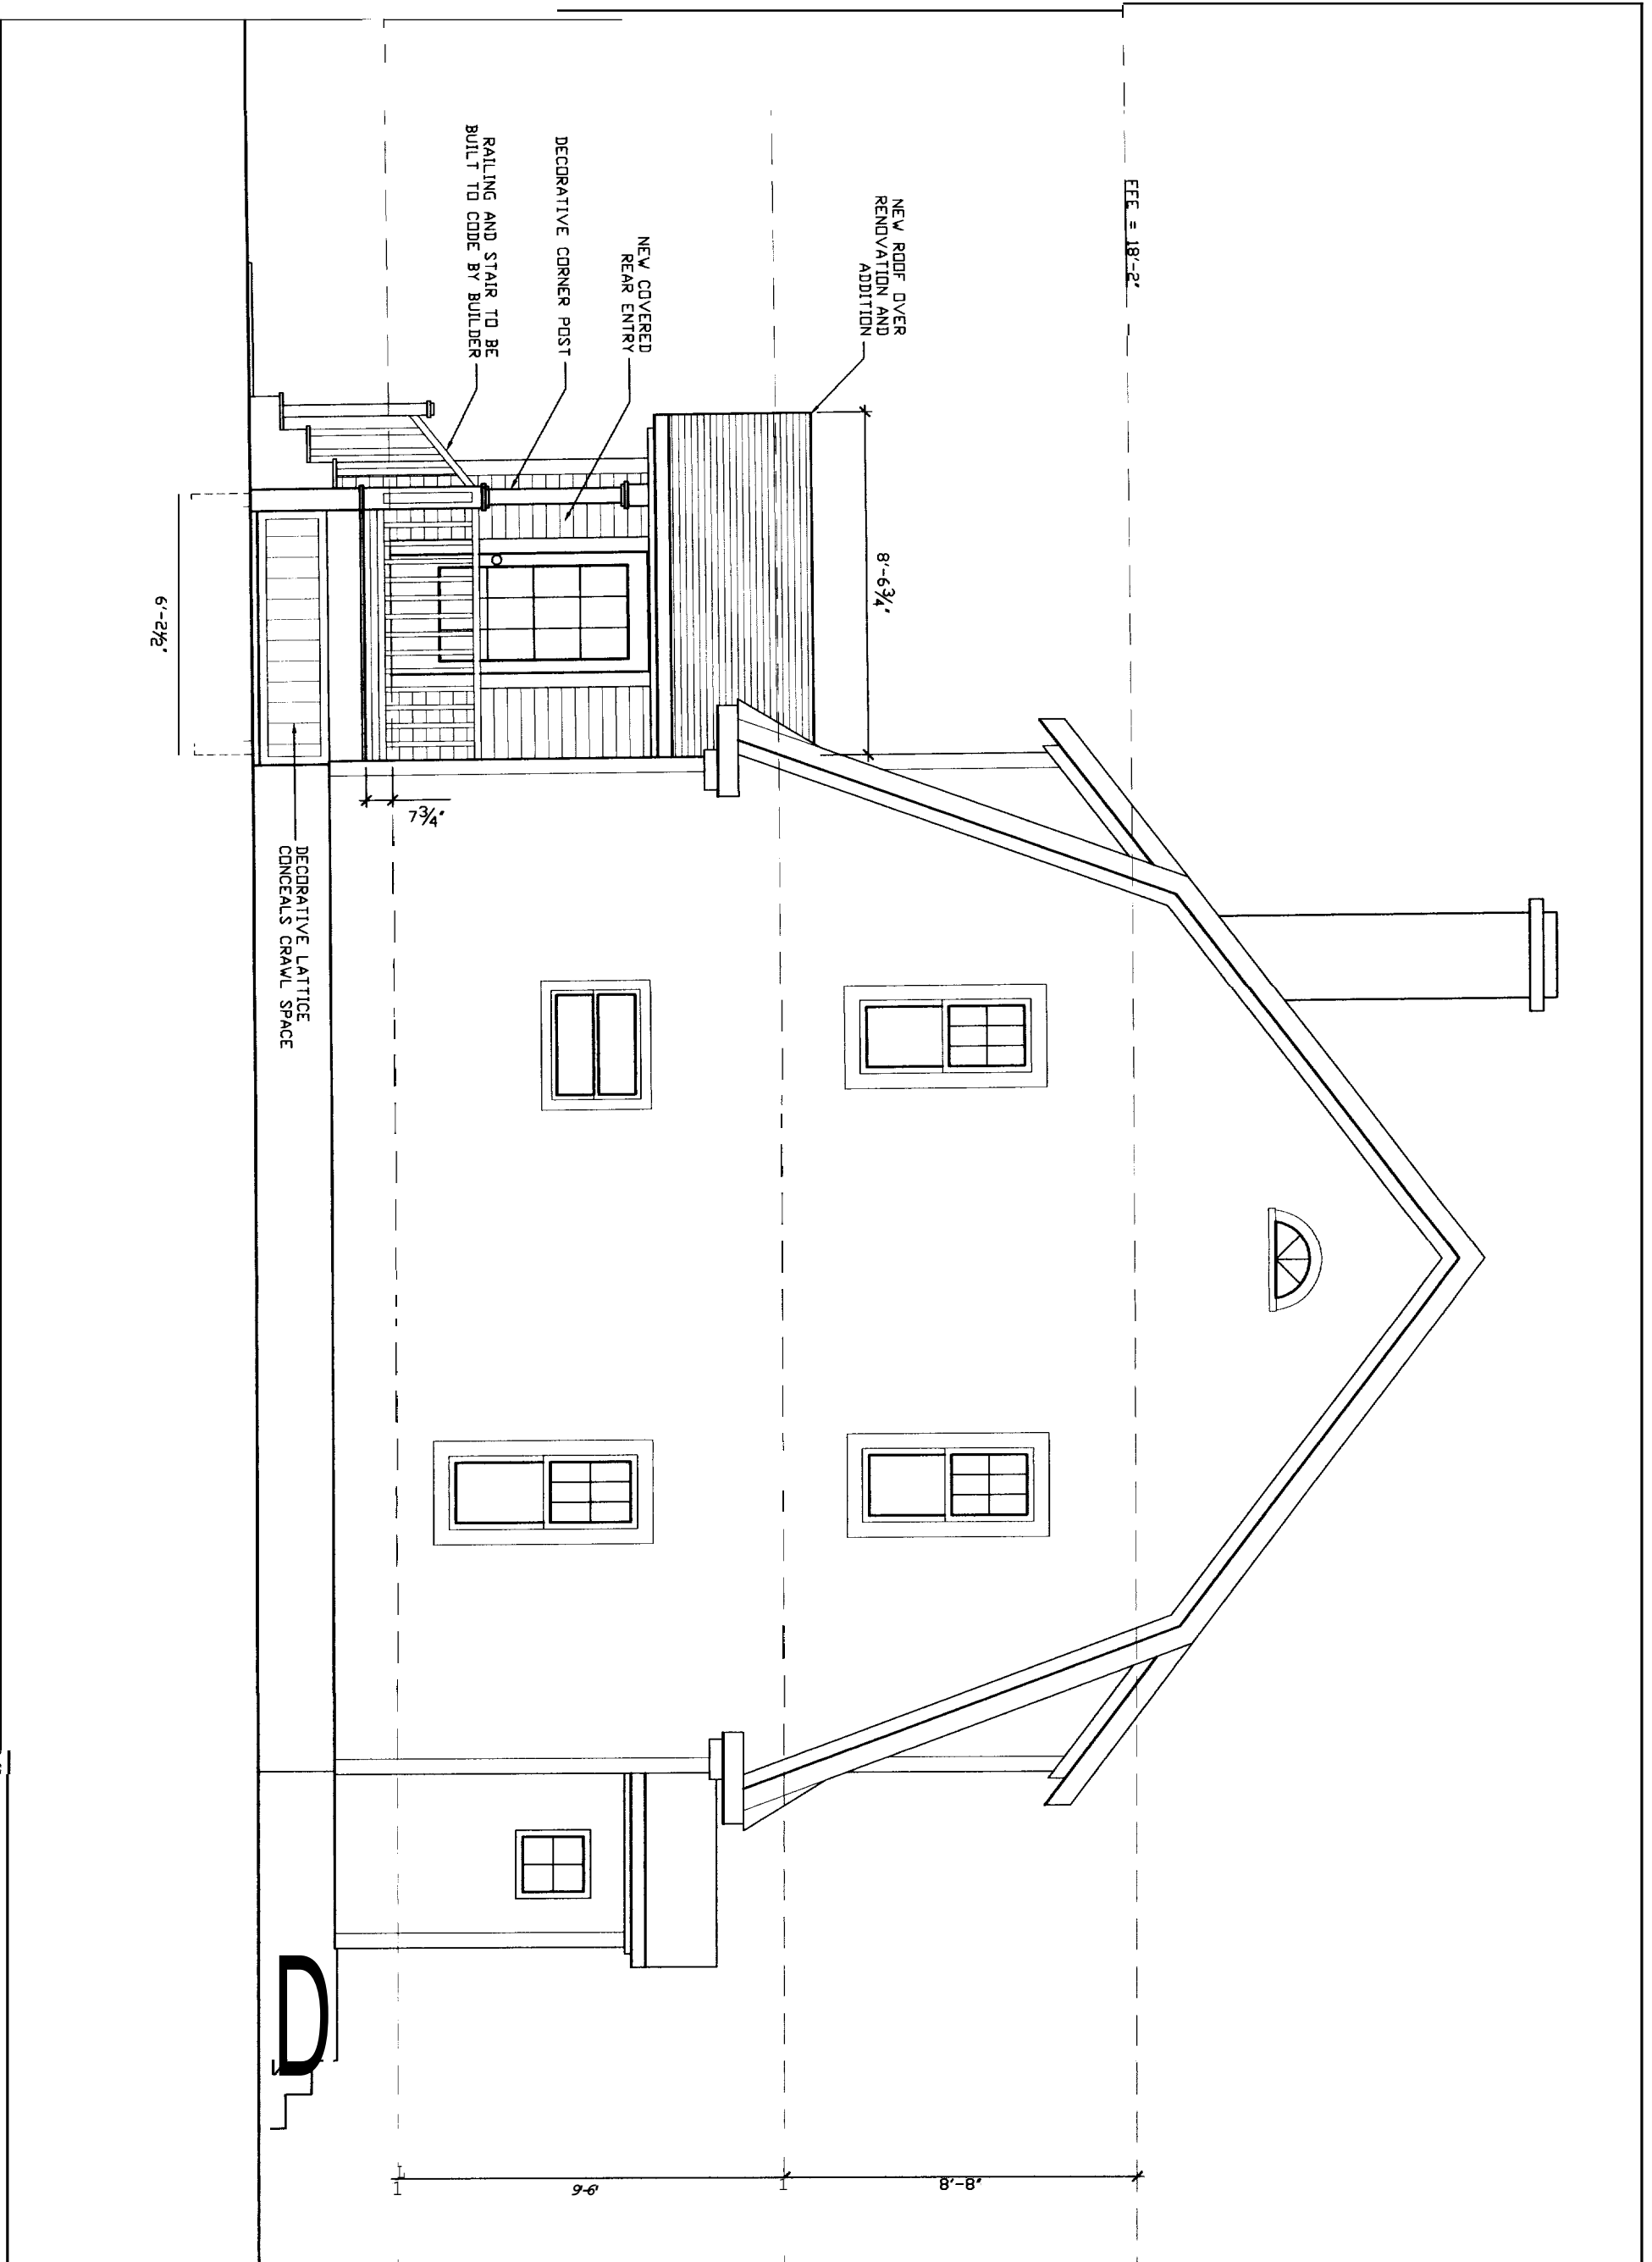 FFE = 18'-2"
NEW ROOF OVER
RENOVATION AND
ADDITION
8'-6¾"
NEW COVERED
REAR ENTRY
DECORATIVE CORNER POST
RAILING AND STAIR TO BE
BUILT TO CODE BY BUILDER
6'-2½"
7¾"
DECORATIVE LATTICE
CONCEALS CRAWL SPACE
8'-8"
9'-6"
D